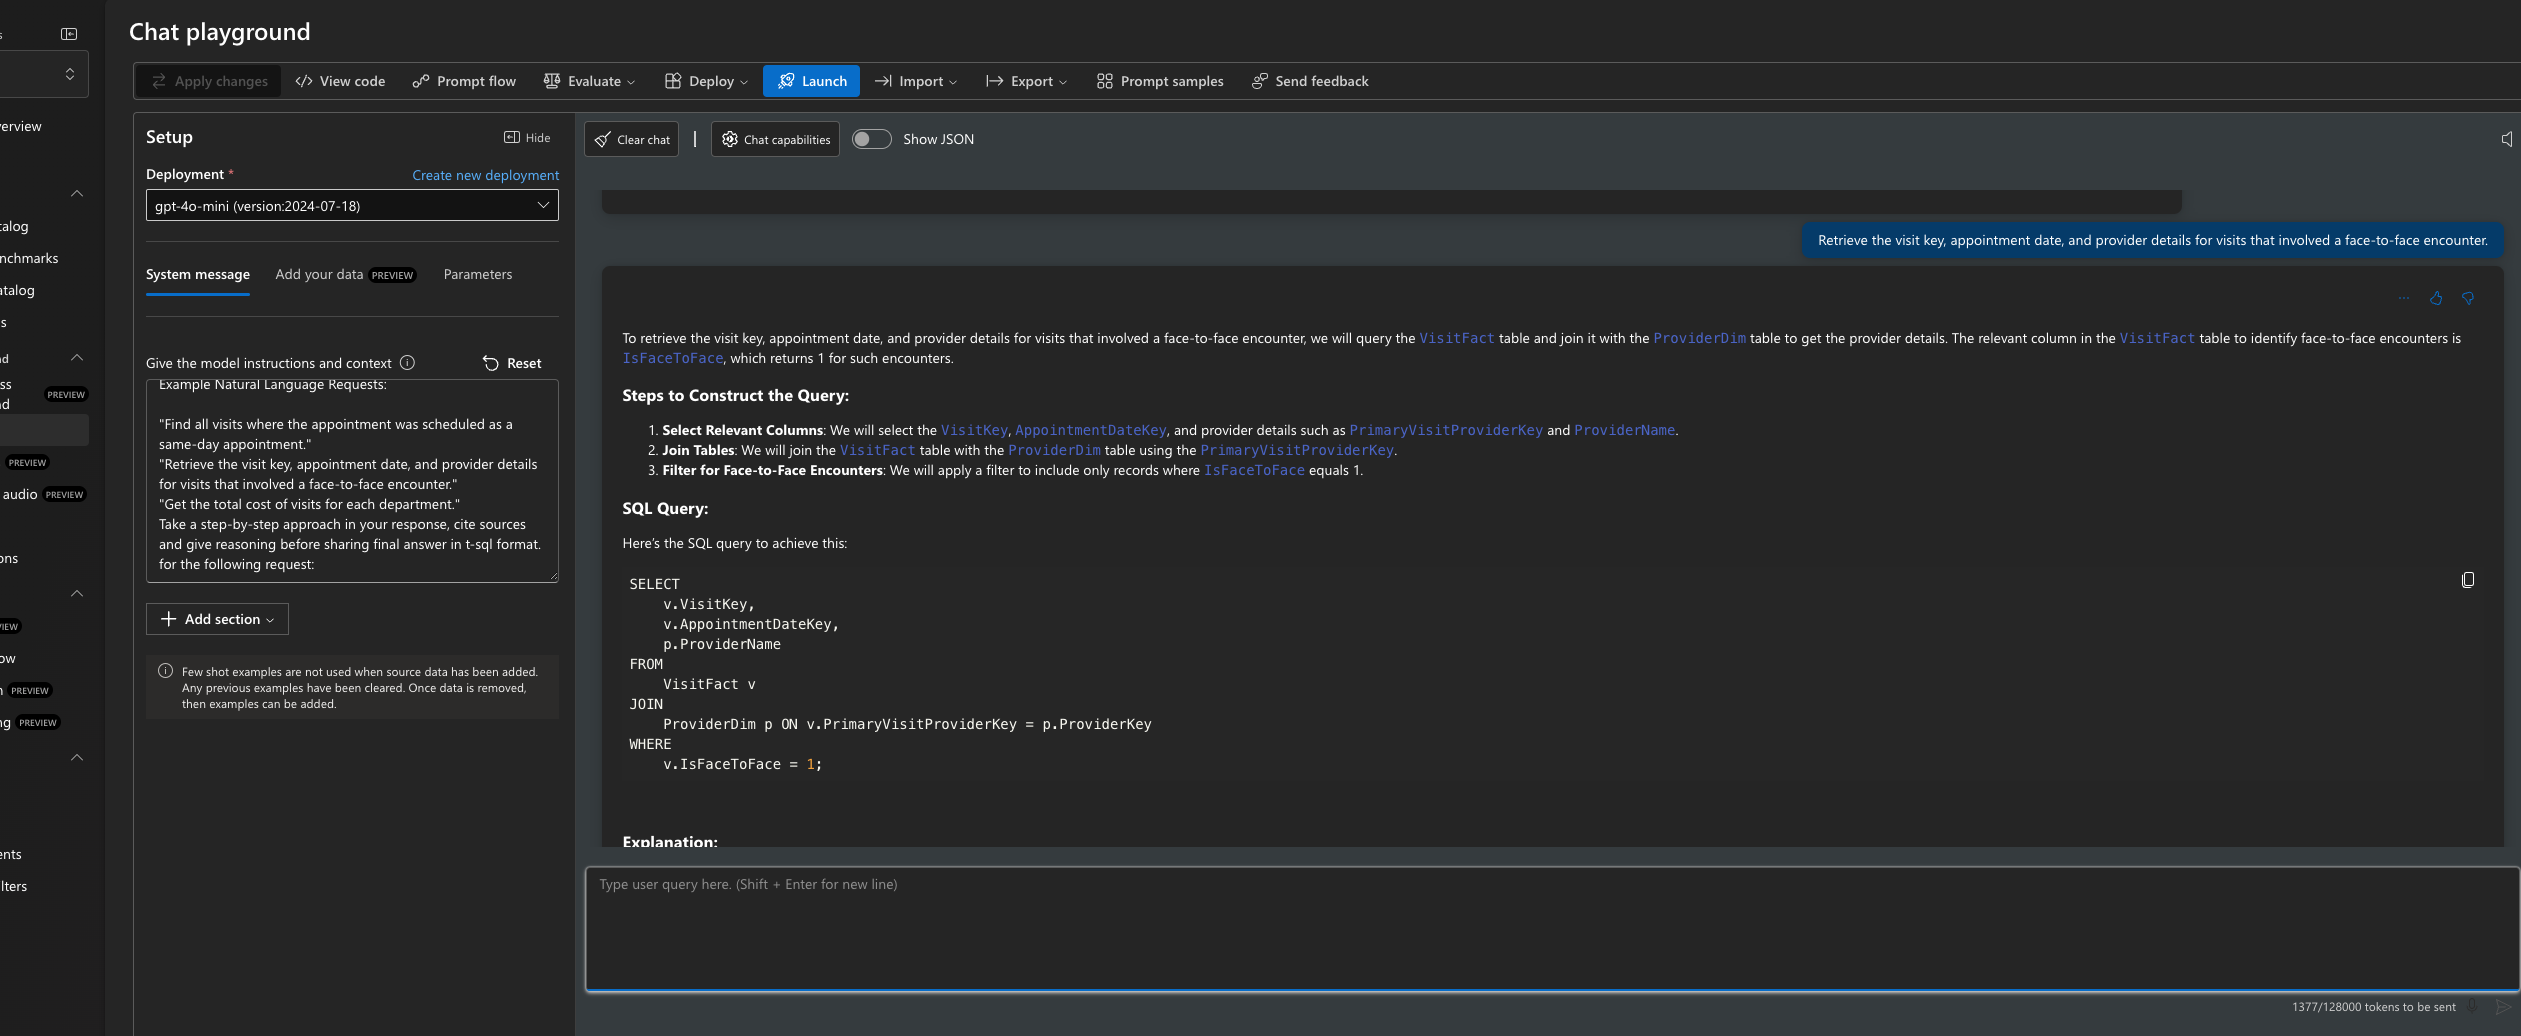 Chat playground
Apply changes
View code
Prompt flow
Evaluate
Deploy
Launch
Import
Export
Prompt samples
Send feedback
s
erview
talog
nchmarks
atalog
s
nd
ss
nd
PREVIEW
PREVIEW
audio PREVIEW
ons
IEW
ow
n PREVIEW
ng PREVIEW
ents
lters
Setup
Hide
Deployment *
Create new deployment
gpt-4o-mini (version:2024-07-18)
System message
Add your data PREVIEW
Parameters
Give the model instructions and context
Reset
Example Natural Language Requests:
"Find all visits where the appointment was scheduled as a
same-day appointment."
"Retrieve the visit key, appointment date, and provider details
for visits that involved a face-to-face encounter."
"Get the total cost of visits for each department."
Take a step-by-step approach in your response, cite sources
and give reasoning before sharing final answer in t-sql format.
for the following request:
Add section
Few shot examples are not used when source data has been added.
Any previous examples have been cleared. Once data is removed,
then examples can be added.
Clear chat
|
Chat capabilities
Show JSON
Retrieve the visit key, appointment date, and provider details for visits that involved a face-to-face encounter.
To retrieve the visit key, appointment date, and provider details for visits that involved a face-to-face encounter, we will query the VisitFact table and join it with the ProviderDim table to get the provider details. The relevant column in the VisitFact table to identify face-to-face encounters is
IsFaceToFace, which returns 1 for such encounters.
Steps to Construct the Query:
1. Select Relevant Columns: We will select the VisitKey, AppointmentDateKey, and provider details such as PrimaryVisitProviderKey and ProviderName.
2. Join Tables: We will join the VisitFact table with the ProviderDim table using the PrimaryVisitProviderKey.
3. Filter for Face-to-Face Encounters: We will apply a filter to include only records where IsFaceToFace equals 1.
SQL Query:
Here's the SQL query to achieve this:
SELECT
v.VisitKey,
v.AppointmentDateKey,
p.ProviderName
FROM
VisitFact v
JOIN
ProviderDim p ON v.PrimaryVisitProviderKey = p.ProviderKey
WHERE
v.IsFaceToFace = 1;
Explanation:
Type user query here. (Shift + Enter for new line)
1377/128000 tokens to be sent